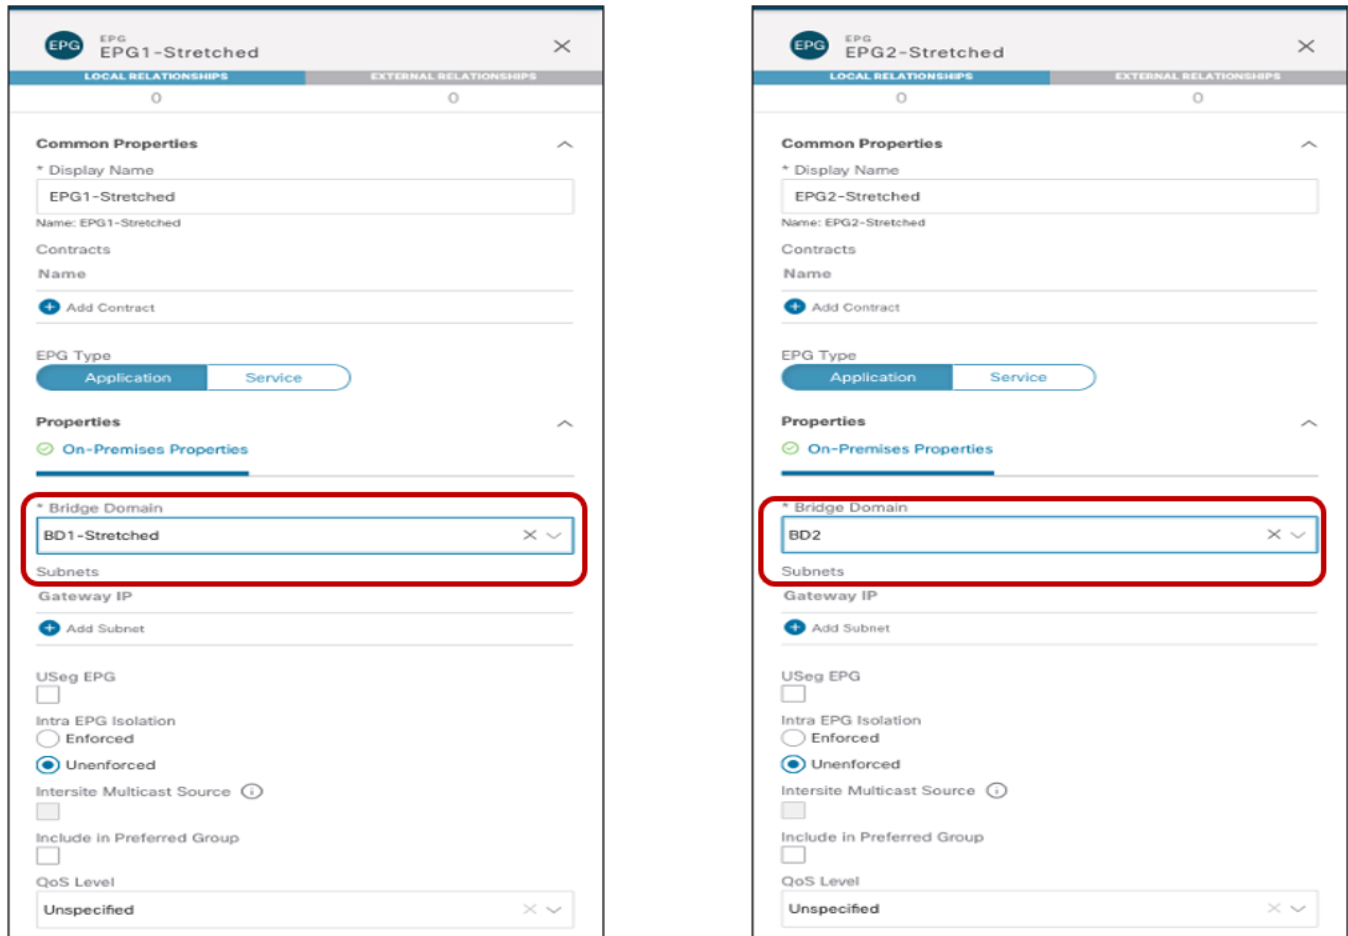 EPG
EPG
EPG1-Stretched
LOCAL RELATIONSHIPS
EXTERNAL RELATIONSHIPS
0
0
Common Properties
* Display Name
EPG1-Stretched
Name: EPG1-Stretched
Contracts
Name
Add Contract
EPG Type
Application
Service
Properties
On-Premises Properties
* Bridge Domain
BD1-Stretched
Subnets
Gateway IP
Add Subnet
USeg EPG
Intra EPG Isolation
Enforced
Unenforced
Intersite Multicast Source
Include in Preferred Group
QoS Level
Unspecified
EPG
EPG
EPG2-Stretched
LOCAL RELATIONSHIPS
EXTERNAL RELATIONSHIPS
0
0
Common Properties
* Display Name
EPG2-Stretched
Name: EPG2-Stretched
Contracts
Name
Add Contract
EPG Type
Application
Service
Properties
On-Premises Properties
* Bridge Domain
BD2
Subnets
Gateway IP
Add Subnet
USeg EPG
Intra EPG Isolation
Enforced
Unenforced
Intersite Multicast Source
Include in Preferred Group
QoS Level
Unspecified